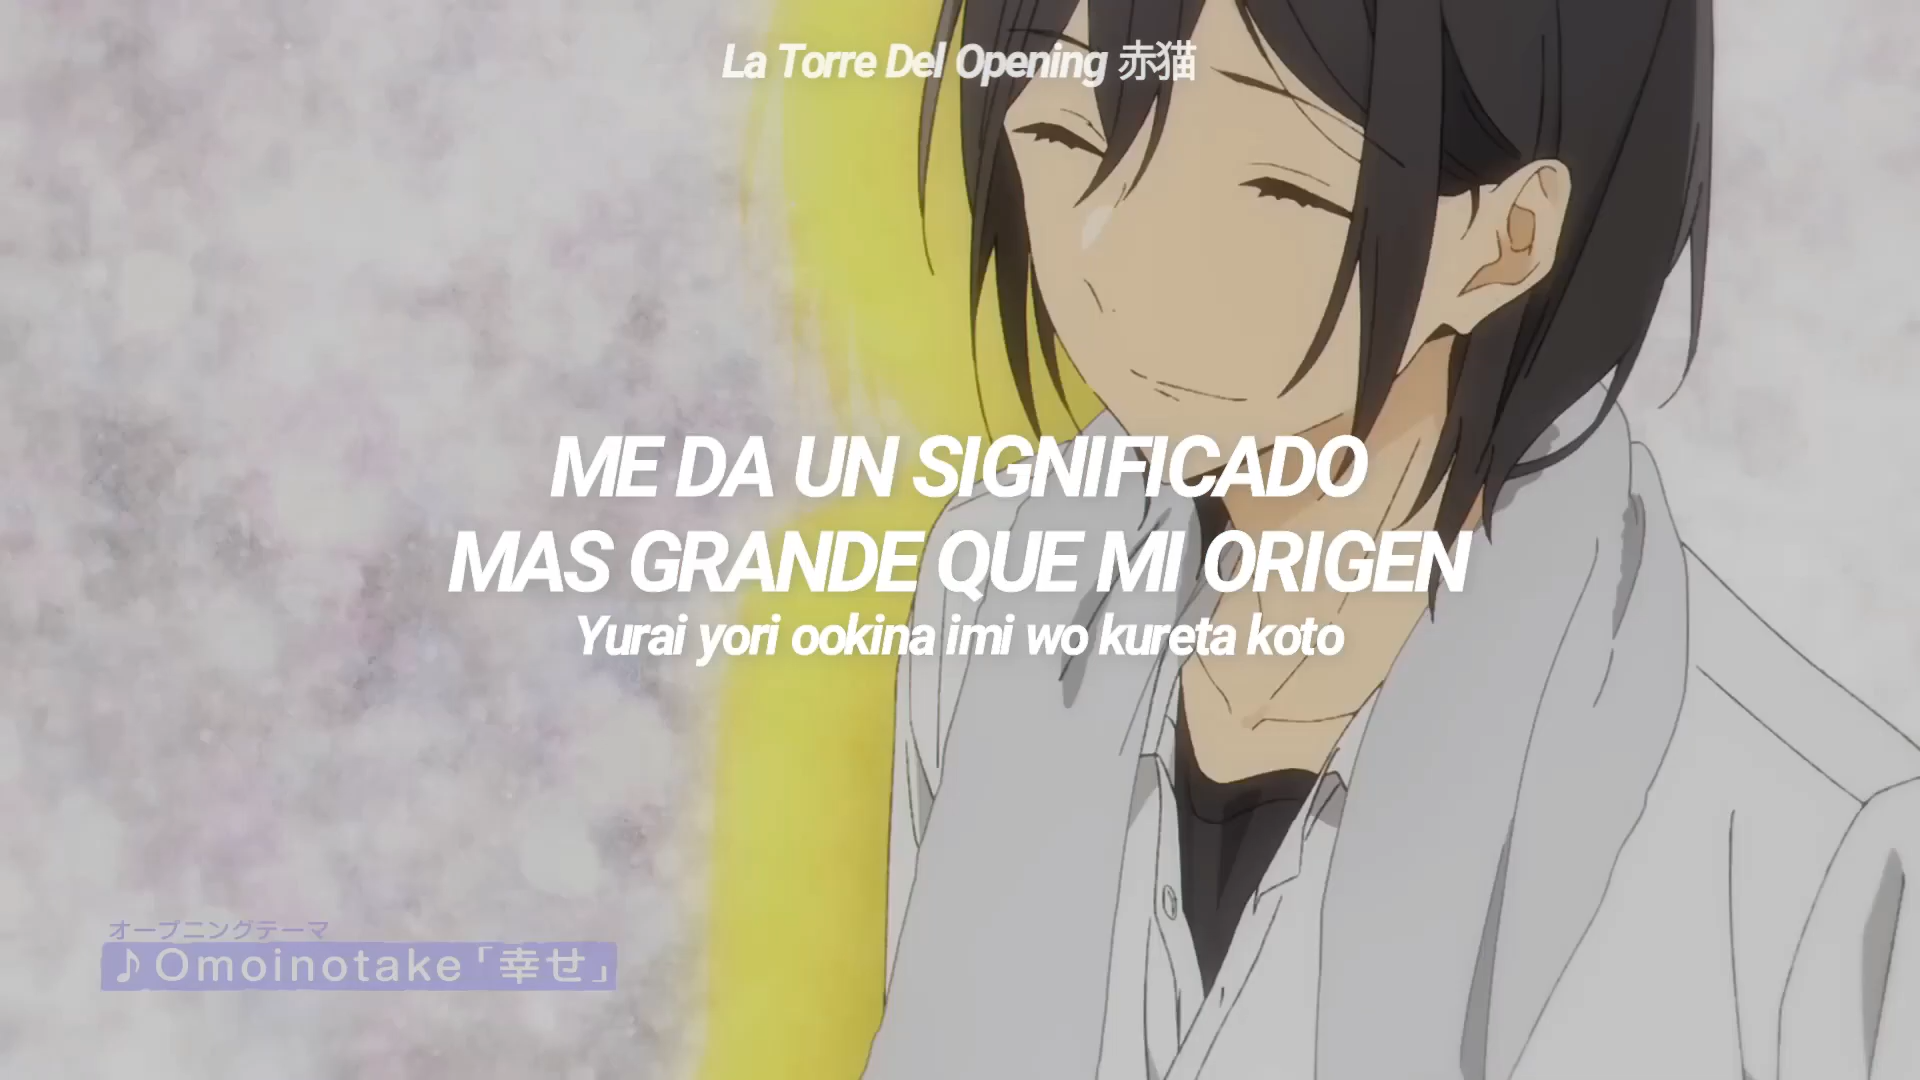 La Torre Del Opening 赤猫
ME DA UN SIGNIFICADO
MAS GRANDE QUE MI ORIGEN
Yurai yori ookina imi wo kureta koto
オープニングテーマ
♪Omoinotake「幸せ」